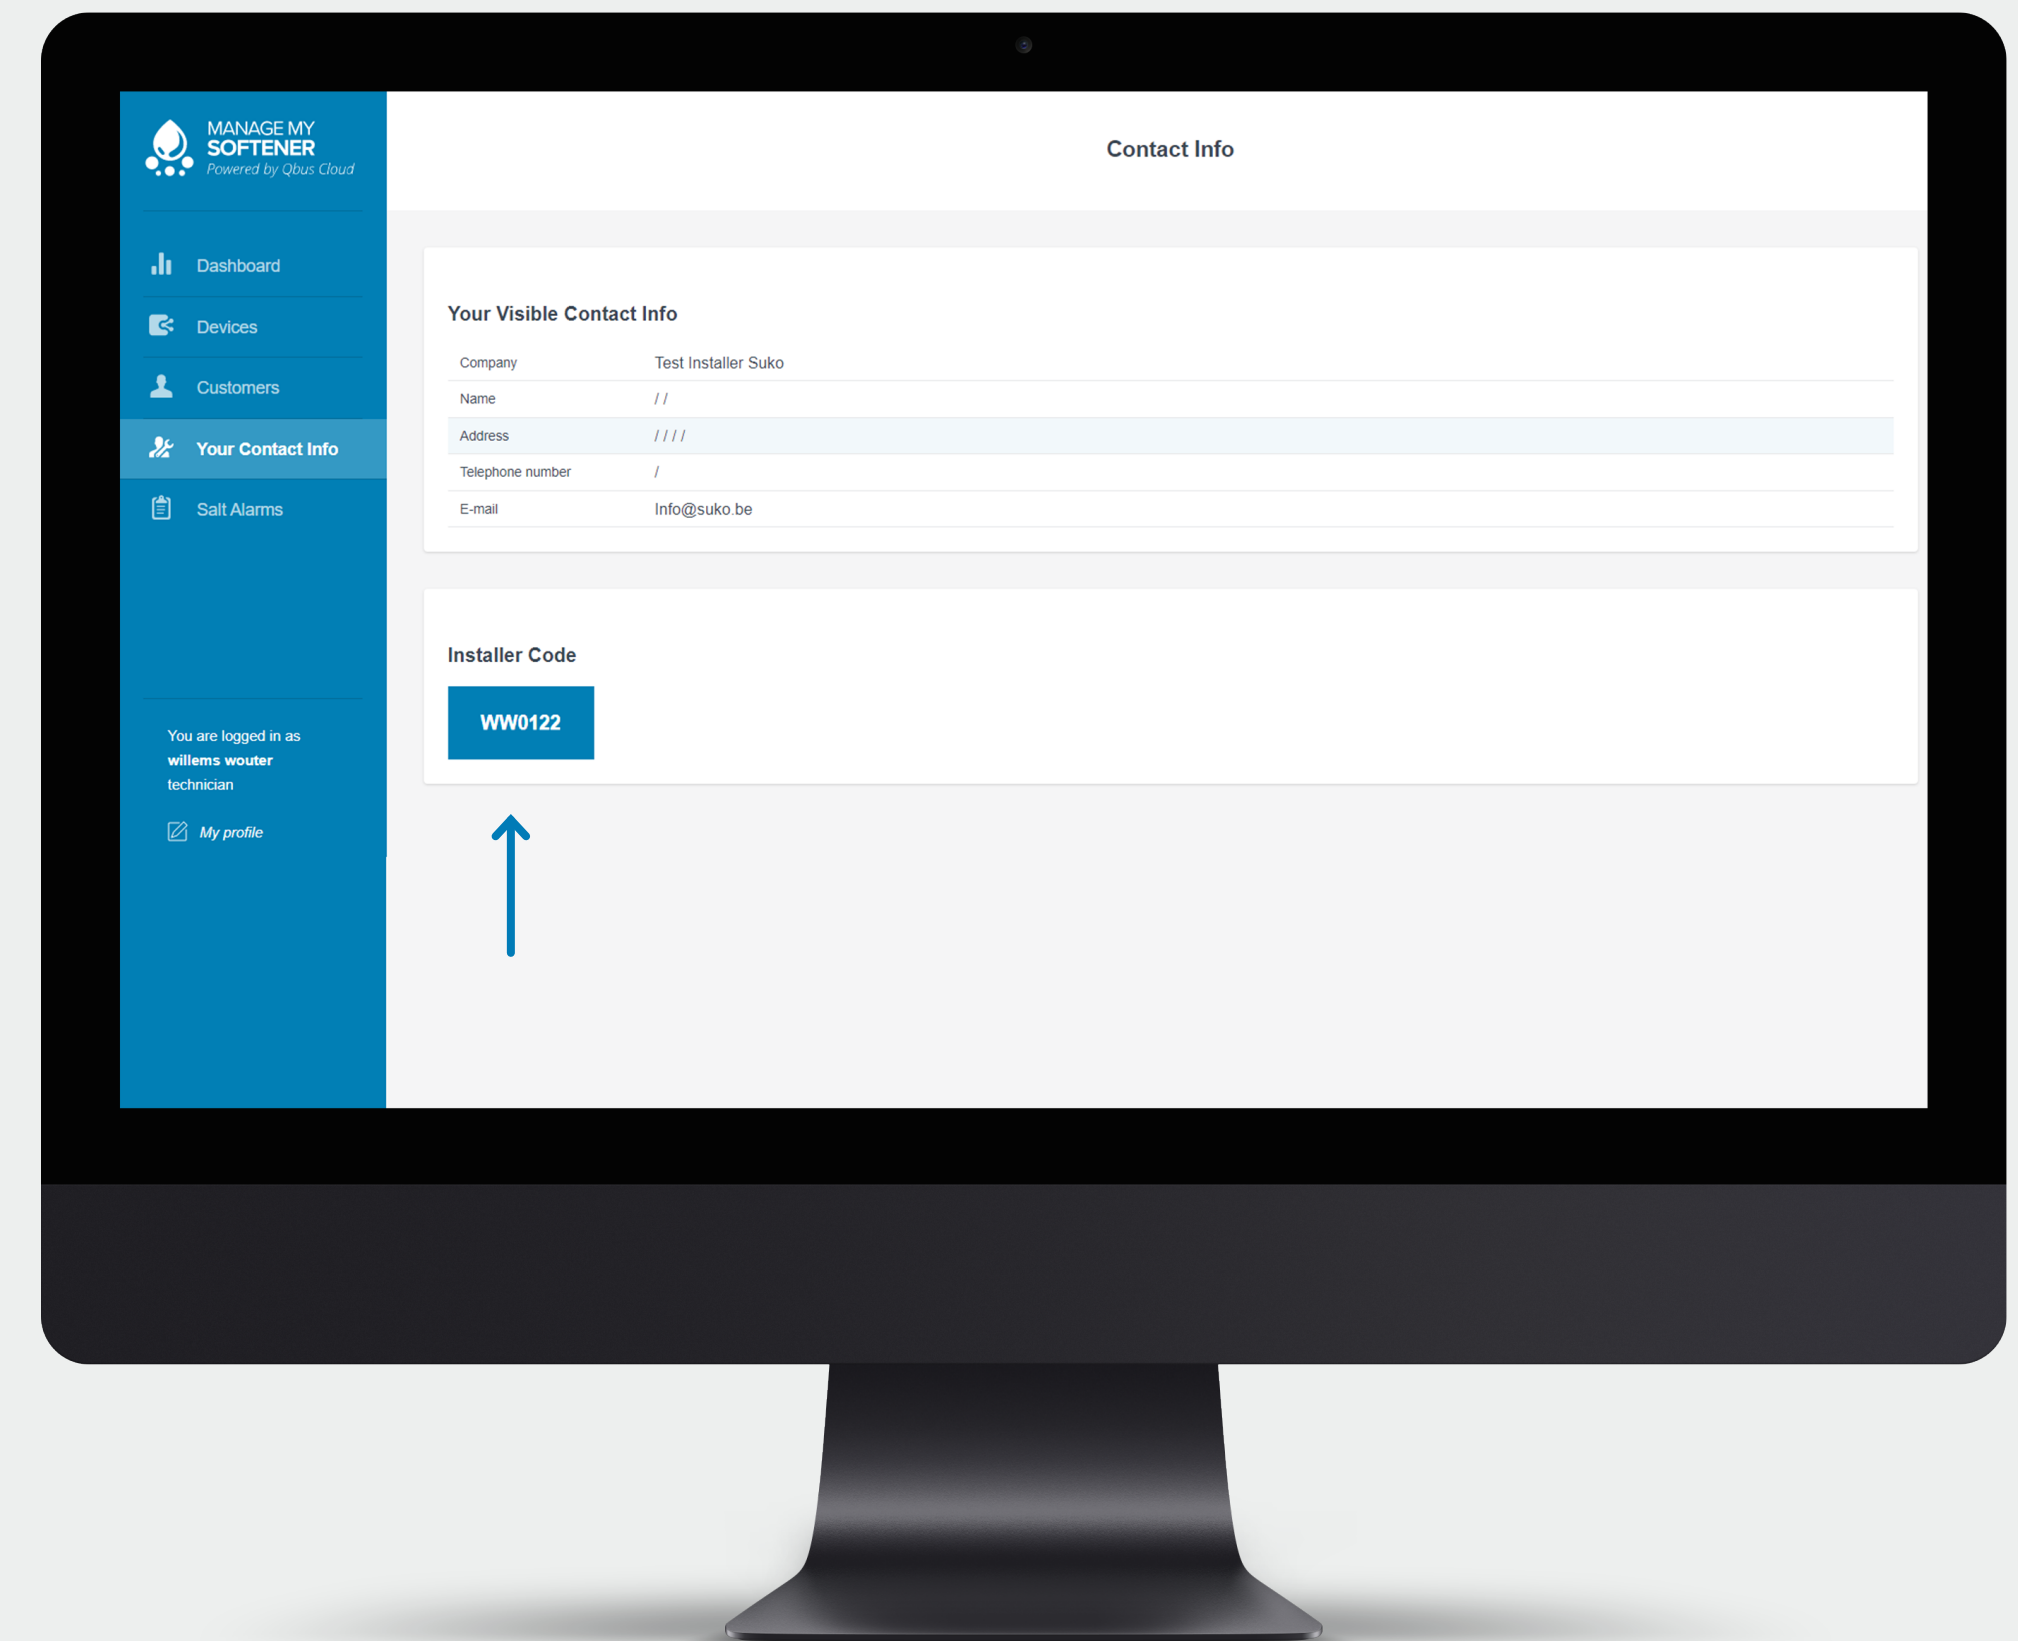 MANAGE MY
SOFTENER
Powered by Qbus Cloud
Dashboard
Devices
Customers
Your Contact Info
Salt Alarms
You are logged in as
willems wouter
technician
My profile
Contact Info
Your Visible Contact Info
Company Test Installer Suko
Name / /
Address / / / /
Telephone number /
E-mail Info@suko.be
Installer Code
WW0122